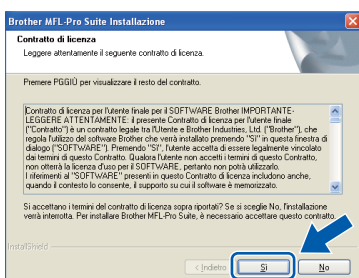 Brother MFL-Pro Suite Installazione
Contratto di licenza
Leggere attentamente il seguente contratto di licenza.
Premere PGGIÙ per visualizzare il resto del contratto.
Contratto di licenza per l'utente finale per il SOFTWARE Brother IMPORTANTE-
LEGGERE ATTENTAMENTE: il presente Contratto di licenza per l'utente finale
("Contratto") è un contratto legale tra l'Utente e Brother Industries, Ltd. ("Brother"), che
regola l'utilizzo del software Brother che verrà installato premendo "SI" in questa finestra di
dialogo ("SOFTWARE"). Premendo "SI", l'utente accetta di essere legalmente vincolato
dai termini di questo Contratto. Qualora l'utente non accetti i termini di questo Contratto,
non otterrà la licenza d'uso per il SOFTWARE, pertanto non potrà utilizzarlo.
I riferimenti al "SOFTWARE" presenti in questo Contratto di licenza includono anche,
quando il contesto lo consente, il supporto su cui il software è memorizzato.
Si accettano i termini del contratto di licenza sopra riportati? Se si sceglie No, l'installazione
verrà interrotta. Per installare Brother MFL-Pro Suite, è necessario accettare questo contratto.
InstallShield
< Indietro
Sì
No